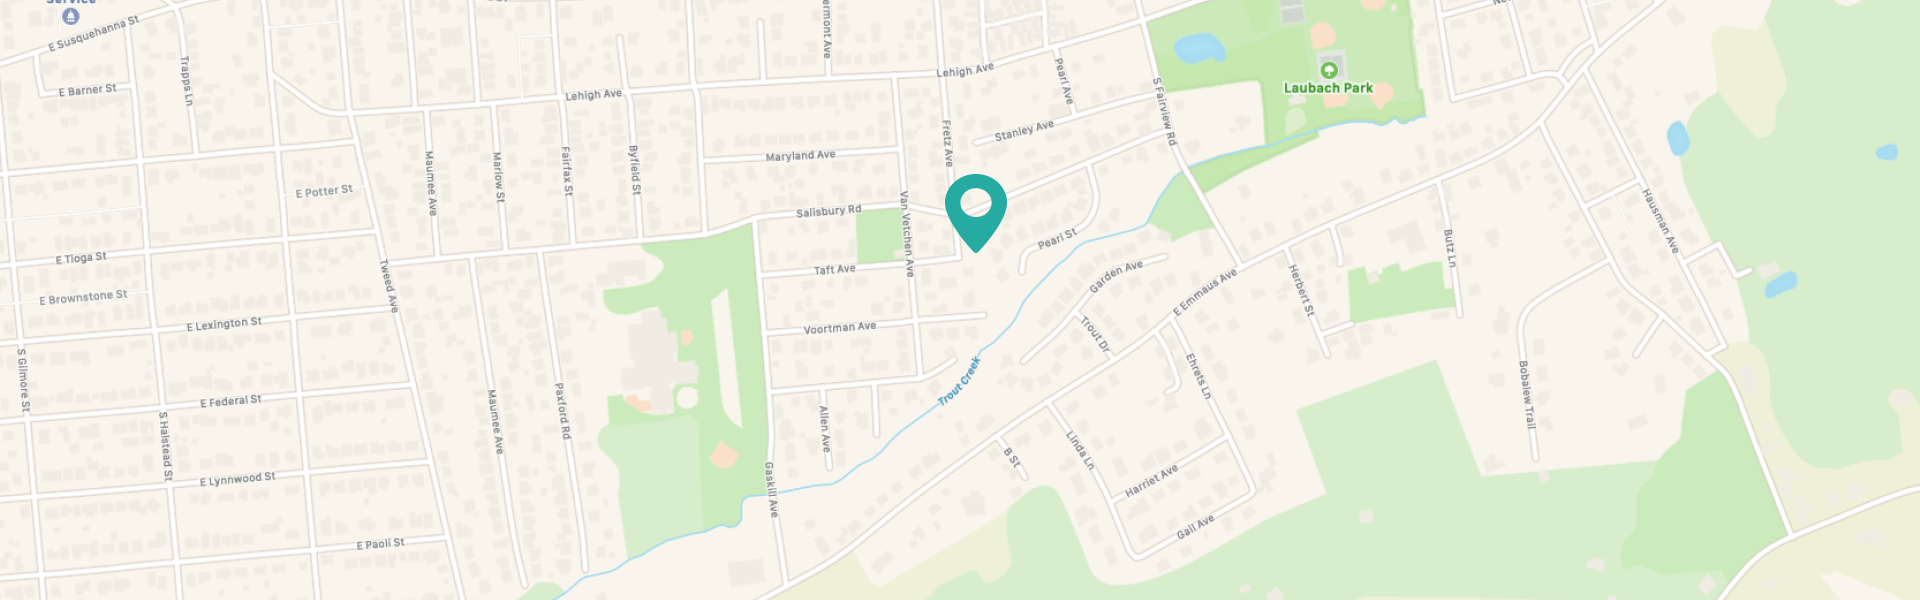 Service
E Susquehanna St
Trapps Ln
E Barner St
Lehigh Ave
Lehigh Ave
Pearl Ave
S Fairview Rd
Laubach Park
Stanley Ave
Fretz Ave
Maryland Ave
Maumee Ave
Marlow St
Fairfax St
Byfield St
E Potter St
Salisbury Rd
Van Vetchen Ave
Pearl St
Hausman Ave
Butz Ln
E Tioga St
Taft Ave
Garden Ave
E Emmaus Ave
Herbert St
Tweed Ave
E Brownstone St
E Lexington St
Voortman Ave
Trout Dr
Trout Creek
Ehrets Ln
S Gilmore St
E Federal St
Maumee Ave
Paxford Rd
Allen Ave
Bobalew Trail
S Halstead St
E Lynnwood St
Gaskill Ave
B St
Linda Ln
Harriet Ave
Gail Ave
E Paoli St